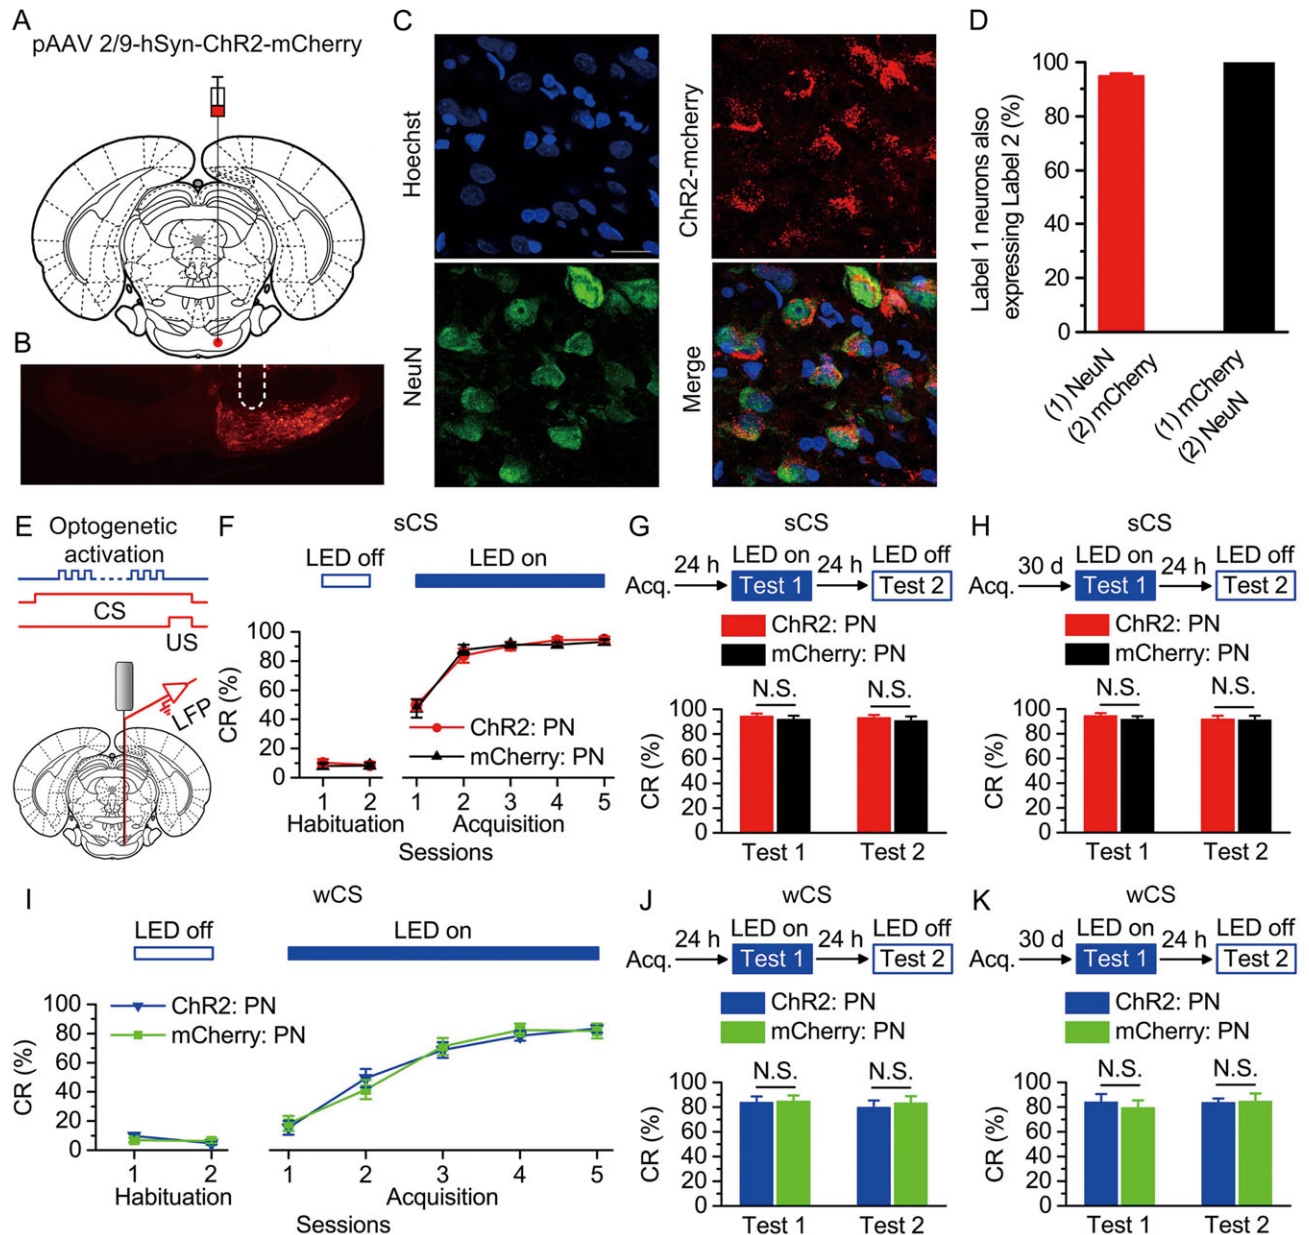 A
pAAV 2/9-hSyn-ChR2-mCherry
B
C
Hoechst
ChR2-mcherry
NeuN
Merge
D
Label 1 neurons also
expressing Label 2 (%)
100
80
60
40
20
0
(1) NeuN
(2) mCherry
(1) mCherry
(2) NeuN
E
Optogenetic
activation
CS
US
LFP
F
sCS
LED off
LED on
CR (%)
100
80
60
40
20
0
ChR2: PN
mCherry: PN
1 2
1 2 3 4 5
Habituation
Acquisition
Sessions
G
sCS
Acq.
24 h
LED on
Test 1
24 h
LED off
Test 2
ChR2: PN
mCherry: PN
N.S.
N.S.
CR (%)
100
80
60
40
20
0
Test 1
Test 2
H
sCS
Acq.
30 d
LED on
Test 1
24 h
LED off
Test 2
ChR2: PN
mCherry: PN
N.S.
N.S.
CR (%)
100
80
60
40
20
0
Test 1
Test 2
I
wCS
LED off
LED on
CR (%)
100
80
60
40
20
0
ChR2: PN
mCherry: PN
1 2
1 2 3 4 5
Habituation
Acquisition
Sessions
J
wCS
Acq.
24 h
LED on
Test 1
24 h
LED off
Test 2
ChR2: PN
mCherry: PN
N.S.
N.S.
CR (%)
100
80
60
40
20
0
Test 1
Test 2
K
wCS
Acq.
30 d
LED on
Test 1
24 h
LED off
Test 2
ChR2: PN
mCherry: PN
N.S.
N.S.
CR (%)
100
80
60
40
20
0
Test 1
Test 2